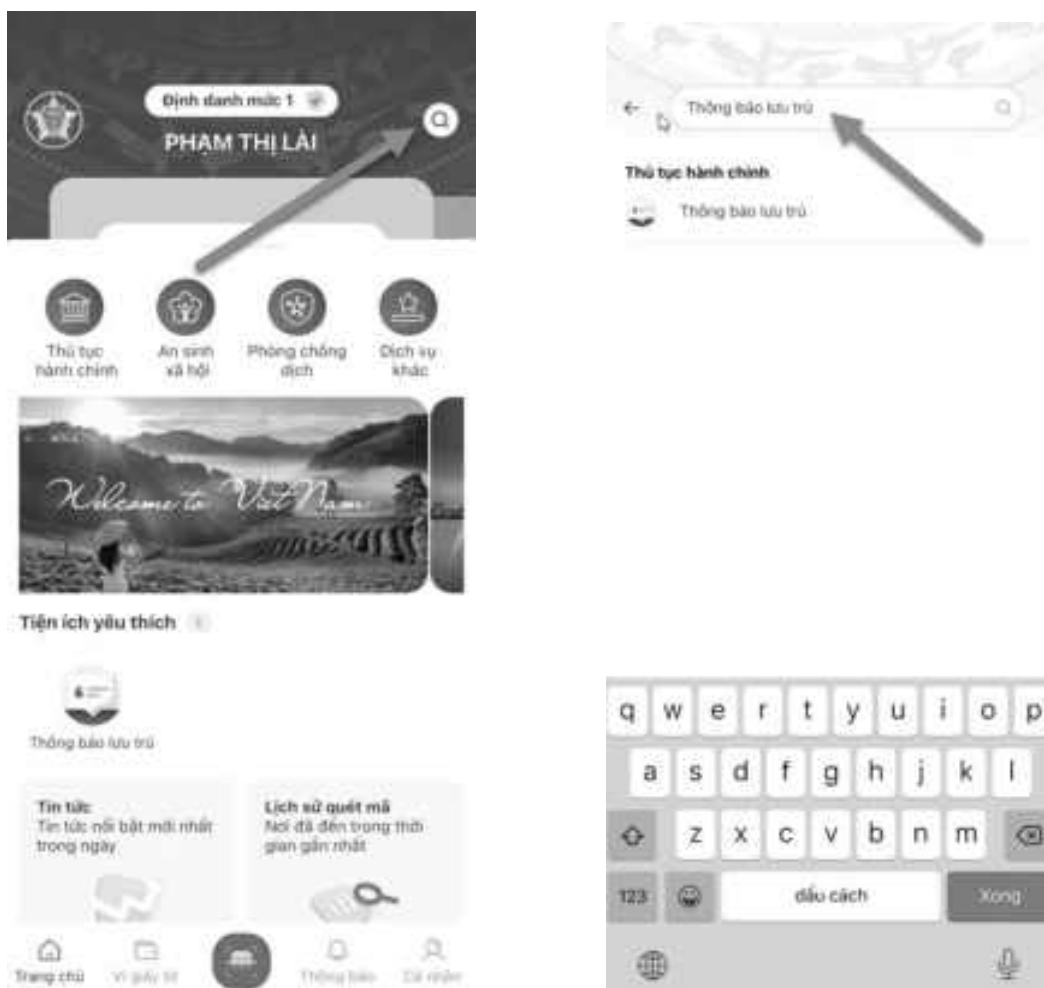 Định danh mức 1
PHẠM THỊ LÀI
Thủ tục
hành chính
An sinh
xã hội
Phòng chống
dịch
Dịch vụ
khác
Welcome to Việt Nam
Tiện ích yêu thích
Thông báo lưu trú
Tin tức
Tin tức nổi bật mới nhất
trong ngày
Lịch sử quét mã
Nơi đã đến trong thời
gian gần nhất
Trang chủ
Ví giấy tờ
Thông báo
Cá nhân
Thông báo lưu trú
Thủ tục hành chính
Thông báo lưu trú
q w e r t y u i o p
a s d f g h j k l
z x c v b n m
123
dấu cách
Xong